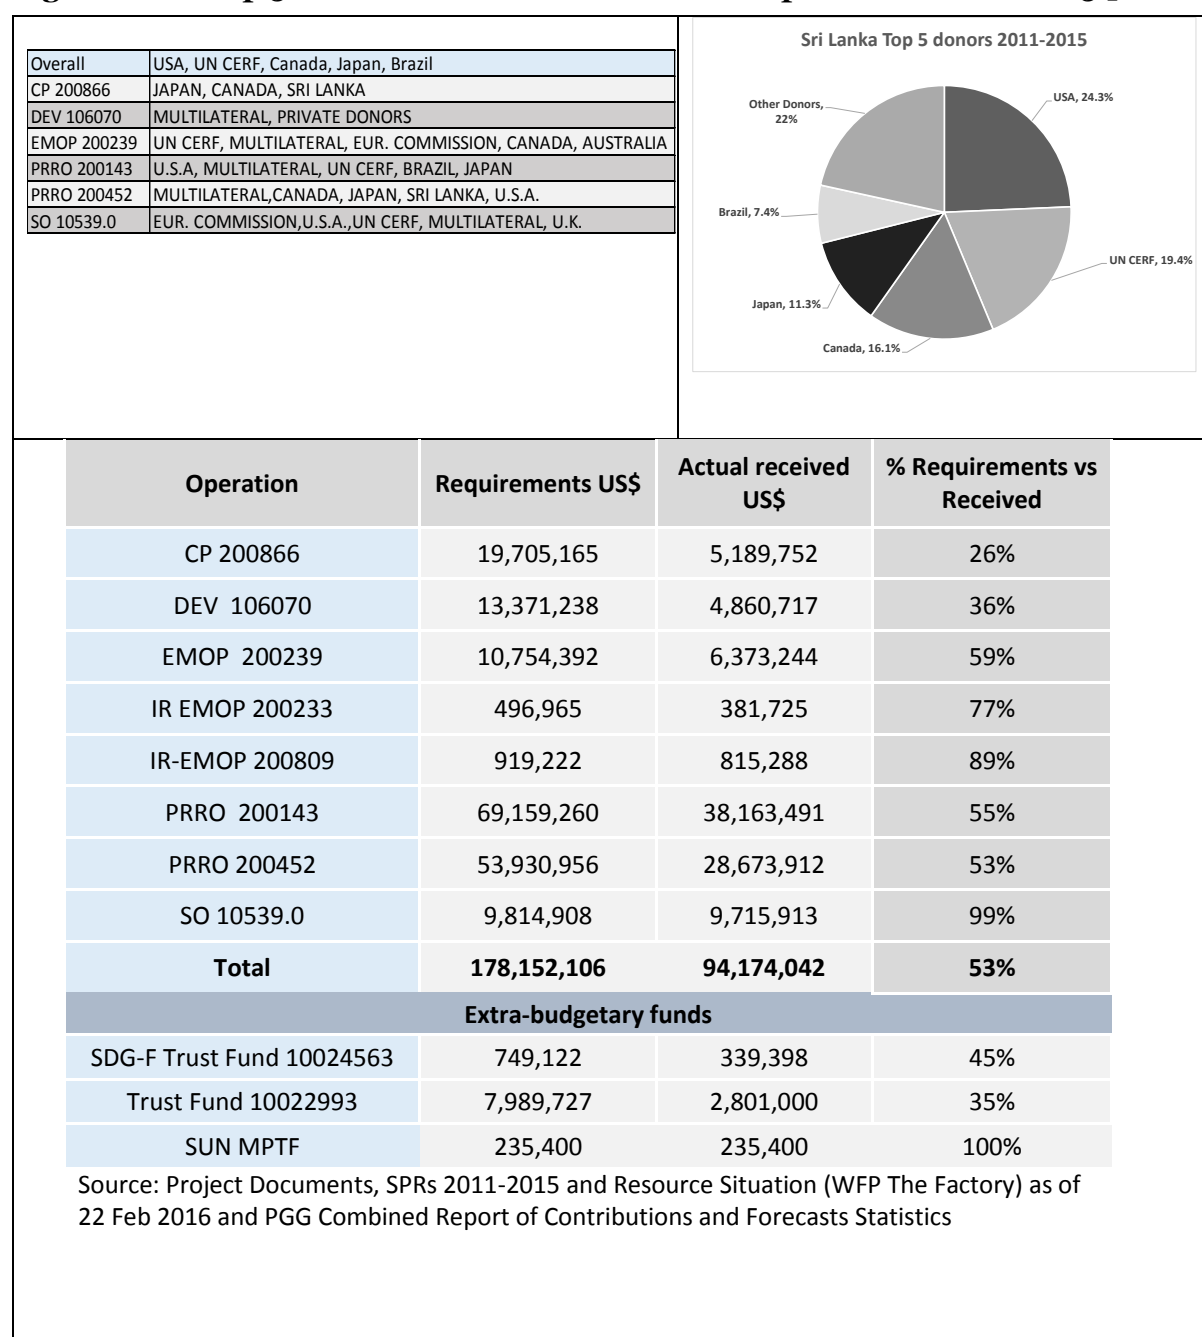 Overall USA, UN CERF, Canada, Japan, Brazil
CP 200866 JAPAN, CANADA, SRI LANKA
DEV 106070 MULTILATERAL, PRIVATE DONORS
EMOP 200239 UN CERF, MULTILATERAL, EUR. COMMISSION, CANADA, AUSTRALIA
PRRO 200143 U.S.A, MULTILATERAL, UN CERF, BRAZIL, JAPAN
PRRO 200452 MULTILATERAL,CANADA, JAPAN, SRI LANKA, U.S.A.
SO 10539.0 EUR. COMMISSION,U.S.A.,UN CERF, MULTILATERAL, U.K.
Sri Lanka Top 5 donors 2011-2015
USA, 24.3%
UN CERF, 19.4%
Canada, 16.1%
Japan, 11.3%
Brazil, 7.4%
Other Donors,
22%
Operation Requirements US$ Actual received US$ % Requirements vs Received
CP 200866 19,705,165 5,189,752 26%
DEV 106070 13,371,238 4,860,717 36%
EMOP 200239 10,754,392 6,373,244 59%
IR EMOP 200233 496,965 381,725 77%
IR-EMOP 200809 919,222 815,288 89%
PRRO 200143 69,159,260 38,163,491 55%
PRRO 200452 53,930,956 28,673,912 53%
SO 10539.0 9,814,908 9,715,913 99%
Total 178,152,106 94,174,042 53%
Extra-budgetary funds
SDG-F Trust Fund 10024563 749,122 339,398 45%
Trust Fund 10022993 7,989,727 2,801,000 35%
SUN MPTF 235,400 235,400 100%
Source: Project Documents, SPRs 2011-2015 and Resource Situation (WFP The Factory) as of
22 Feb 2016 and PGG Combined Report of Contributions and Forecasts Statistics